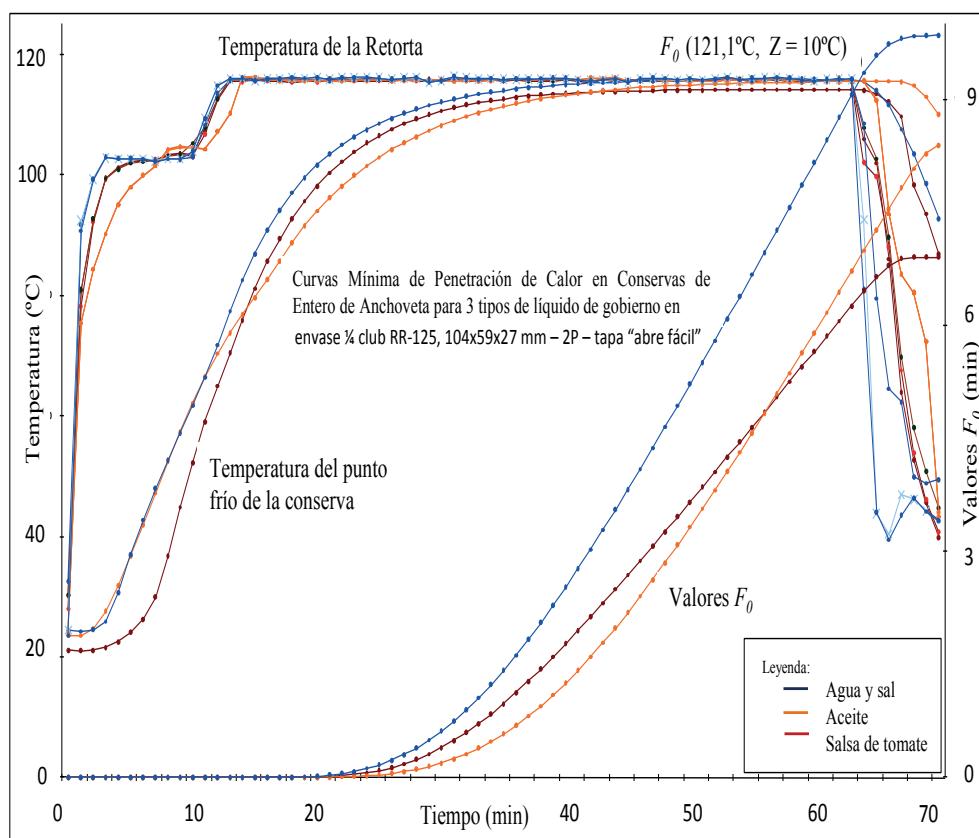 Temperatura de la Retorta
F0 (121,1ºC, Z = 10ºC)
120
100
40
20
0
Temperatura (ºC)
9
6
3
0
Valores F0 (min)
Curvas Mínima de Penetración de Calor en Conservas de
Entero de Anchoveta para 3 tipos de líquido de gobierno en
envase ¼ club RR-125, 104x59x27 mm – 2P – tapa “abre fácil”
Temperatura del punto
frío de la conserva
Valores F0
Leyenda:
Agua y sal
Aceite
Salsa de tomate
0 10 20 Tiempo (min) 40 50 60 70